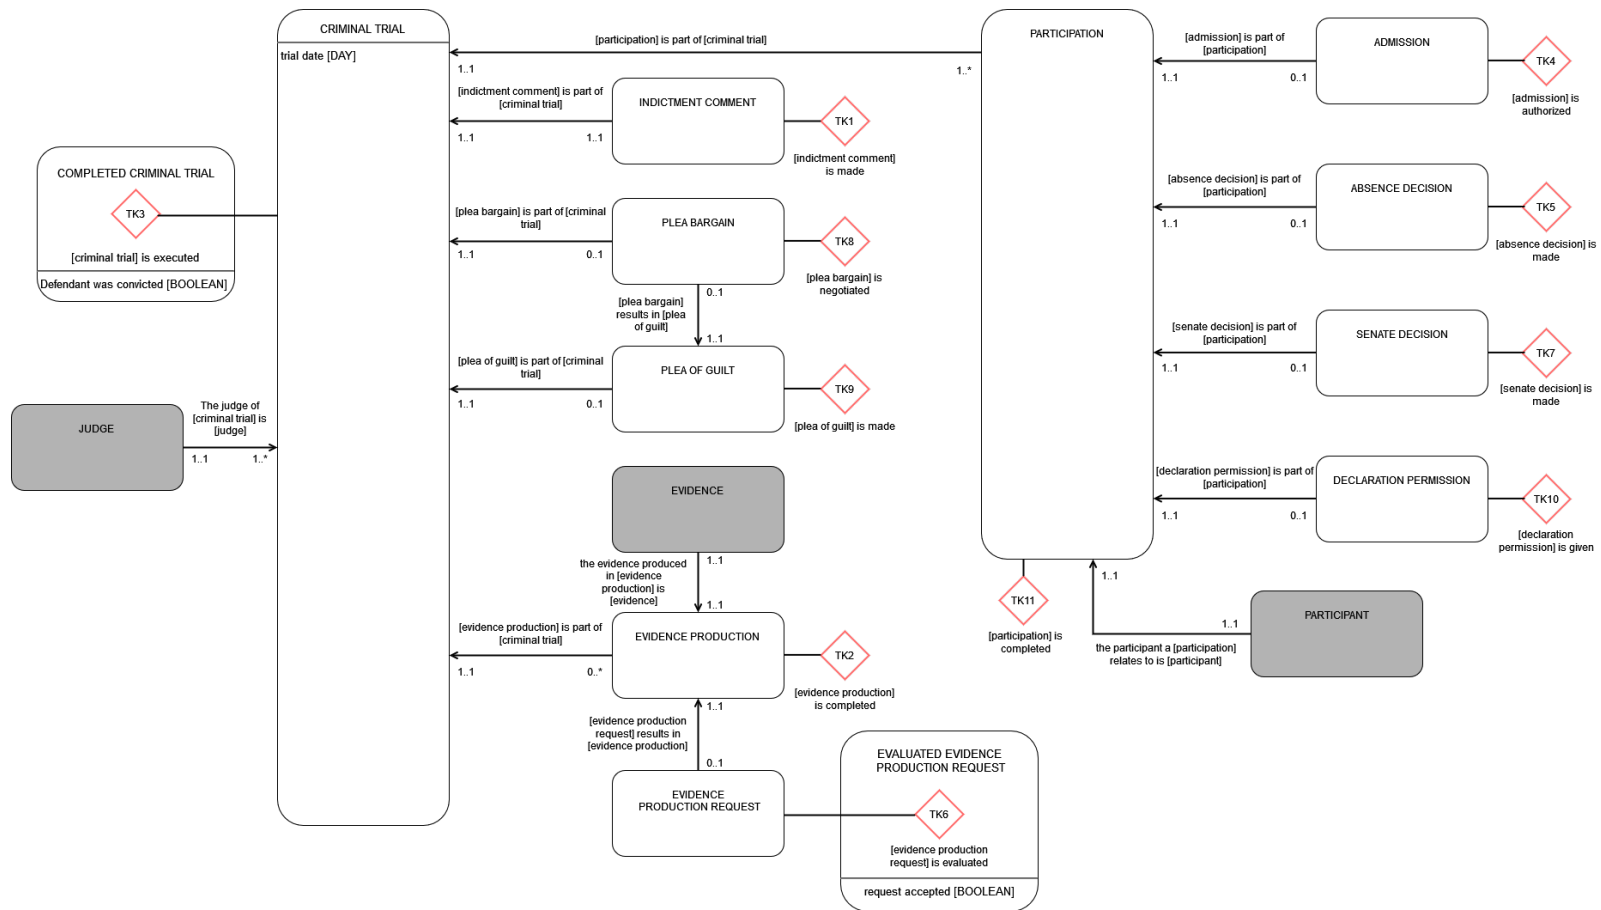 CRIMINAL TRIAL
trial date [DAY]
[participation] is part of [criminal trial]
1..1
1..*
PARTICIPATION
[indictment comment] is part of
[criminal trial]
1..1
1..1
INDICTMENT COMMENT
TK1
[indictment comment]
is made
COMPLETED CRIMINAL TRIAL
TK3
[criminal trial] is executed
Defendant was convicted [BOOLEAN]
[plea bargain] is part of [criminal
trial]
1..1
0..1
PLEA BARGAIN
TK8
[plea bargain] is
negotiated
0..1
[plea bargain]
results in [plea
of guilt]
1..1
[plea of guilt] is part of [criminal
trial]
1..1
0..1
PLEA OF GUILT
TK9
[plea of guilt] is made
JUDGE
The judge of
[criminal trial] is
[judge]
1..1
1..*
EVIDENCE
1..1
the evidence produced
in [evidence
production] is
[evidence]
1..1
[evidence production] is part of
[criminal trial]
1..1
0..*
EVIDENCE PRODUCTION
TK2
[evidence production]
is completed
1..1
[evidence production
request] results in
[evidence production]
0..1
EVIDENCE
PRODUCTION REQUEST
EVALUATED EVIDENCE
PRODUCTION REQUEST
TK6
[evidence production
request] is evaluated
request accepted [BOOLEAN]
[admission] is part of
[participation]
1..1
0..1
ADMISSION
TK4
[admission] is
authorized
[absence decision] is part of
[participation]
1..1
0..1
ABSENCE DECISION
TK5
[absence decision] is
made
[senate decision] is part of
[participation]
1..1
0..1
SENATE DECISION
TK7
[senate decision] is
made
[declaration permission] is part of
[participation]
1..1
0..1
DECLARATION PERMISSION
TK10
[declaration
permission] is given
TK11
[participation] is
completed
1..1
1..1
the participant a [participation]
relates to is [participant]
PARTICIPANT